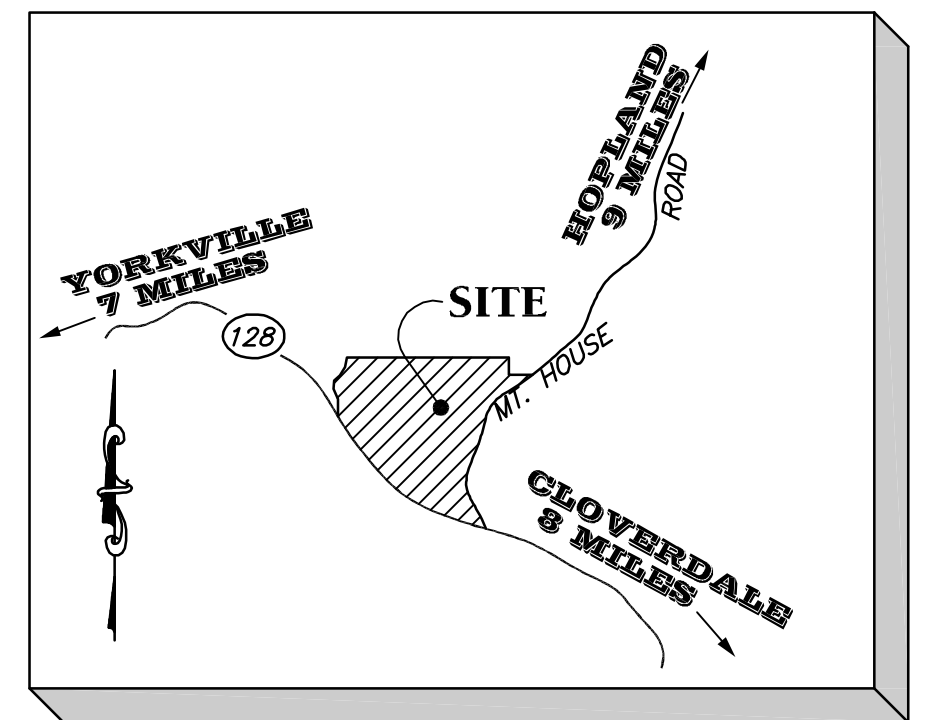 HOPLAND
9 MILES
ROAD
YORKVILLE
7 MILES
SITE
128
MT. HOUSE
CLOVERDALE
8 MILES